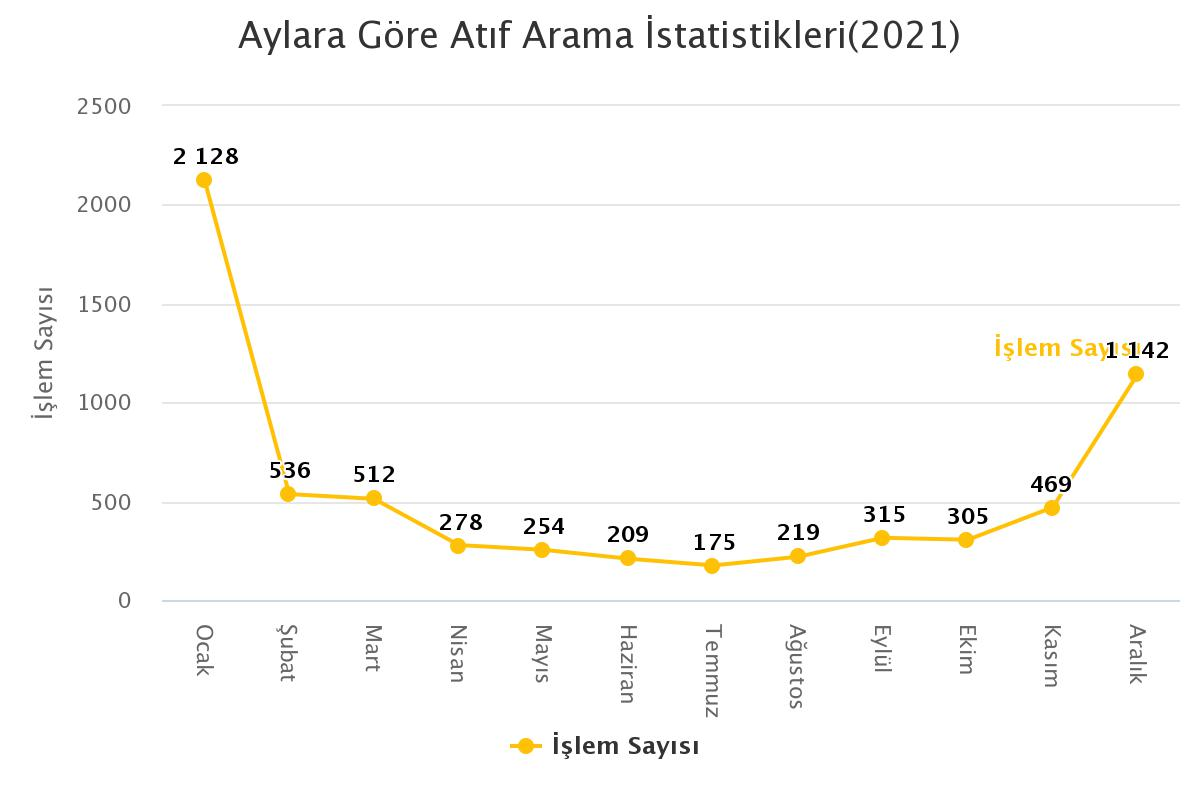 Aylara Göre Atıf Arama İstatistikleri(2021)
İşlem Sayısı
2500
2000
1500
1000
500
0
2 128
536
512
278
254
209
175
219
315
305
469
1 142
İşlem Sayısı
Ocak
Şubat
Mart
Nisan
Mayıs
Haziran
Temmuz
Ağustos
Eylül
Ekim
Kasım
Aralık
İşlem Sayısı